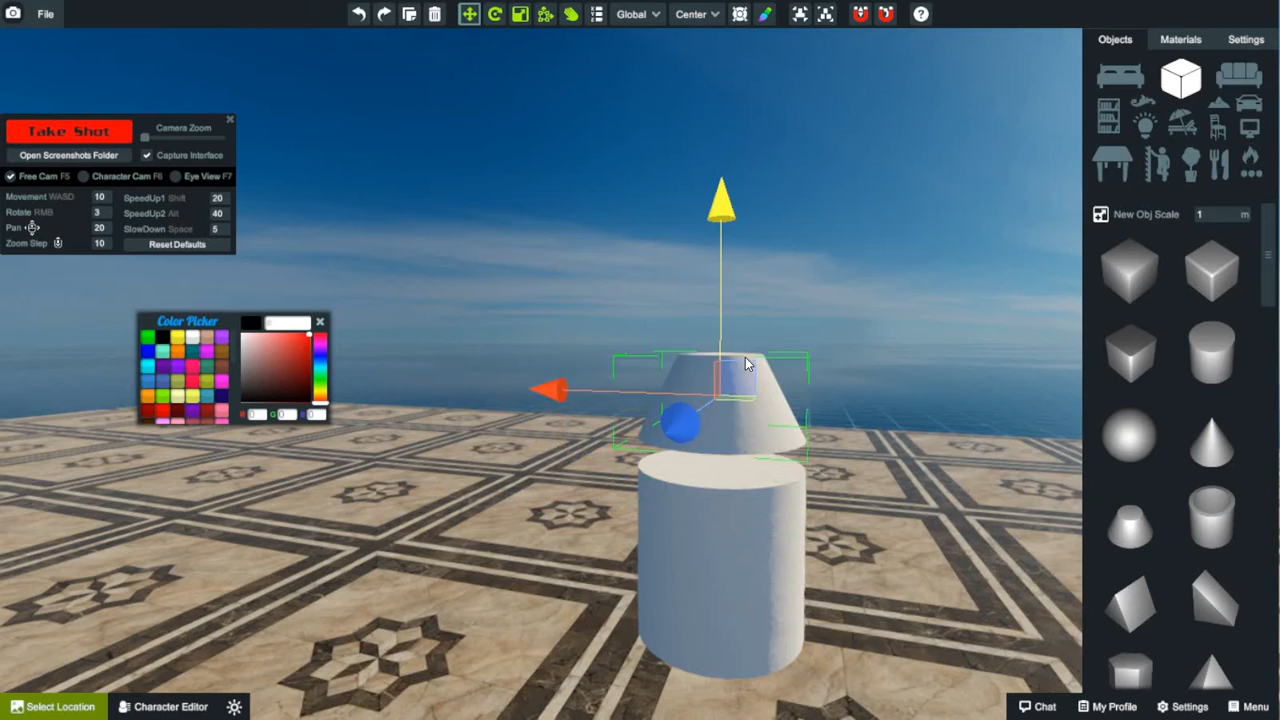 File
Global
Center
Objects
Materials
Settings
Take Shot
Camera Zoom
Open Screenshots Folder
Capture Interface
Free Cam F5
Character Cam F6
Eye View F7
Movement WASD 10
SpeedUp1 Shift 20
Rotate RMB 3
SpeedUp2 Alt 40
Pan 20
SlowDown Space 5
Zoom Step 10
Reset Defaults
New Obj Scale 1 m
Color Picker
R 0 G 0 B 0
Select Location
Character Editor
Chat
My Profile
Settings
Menu